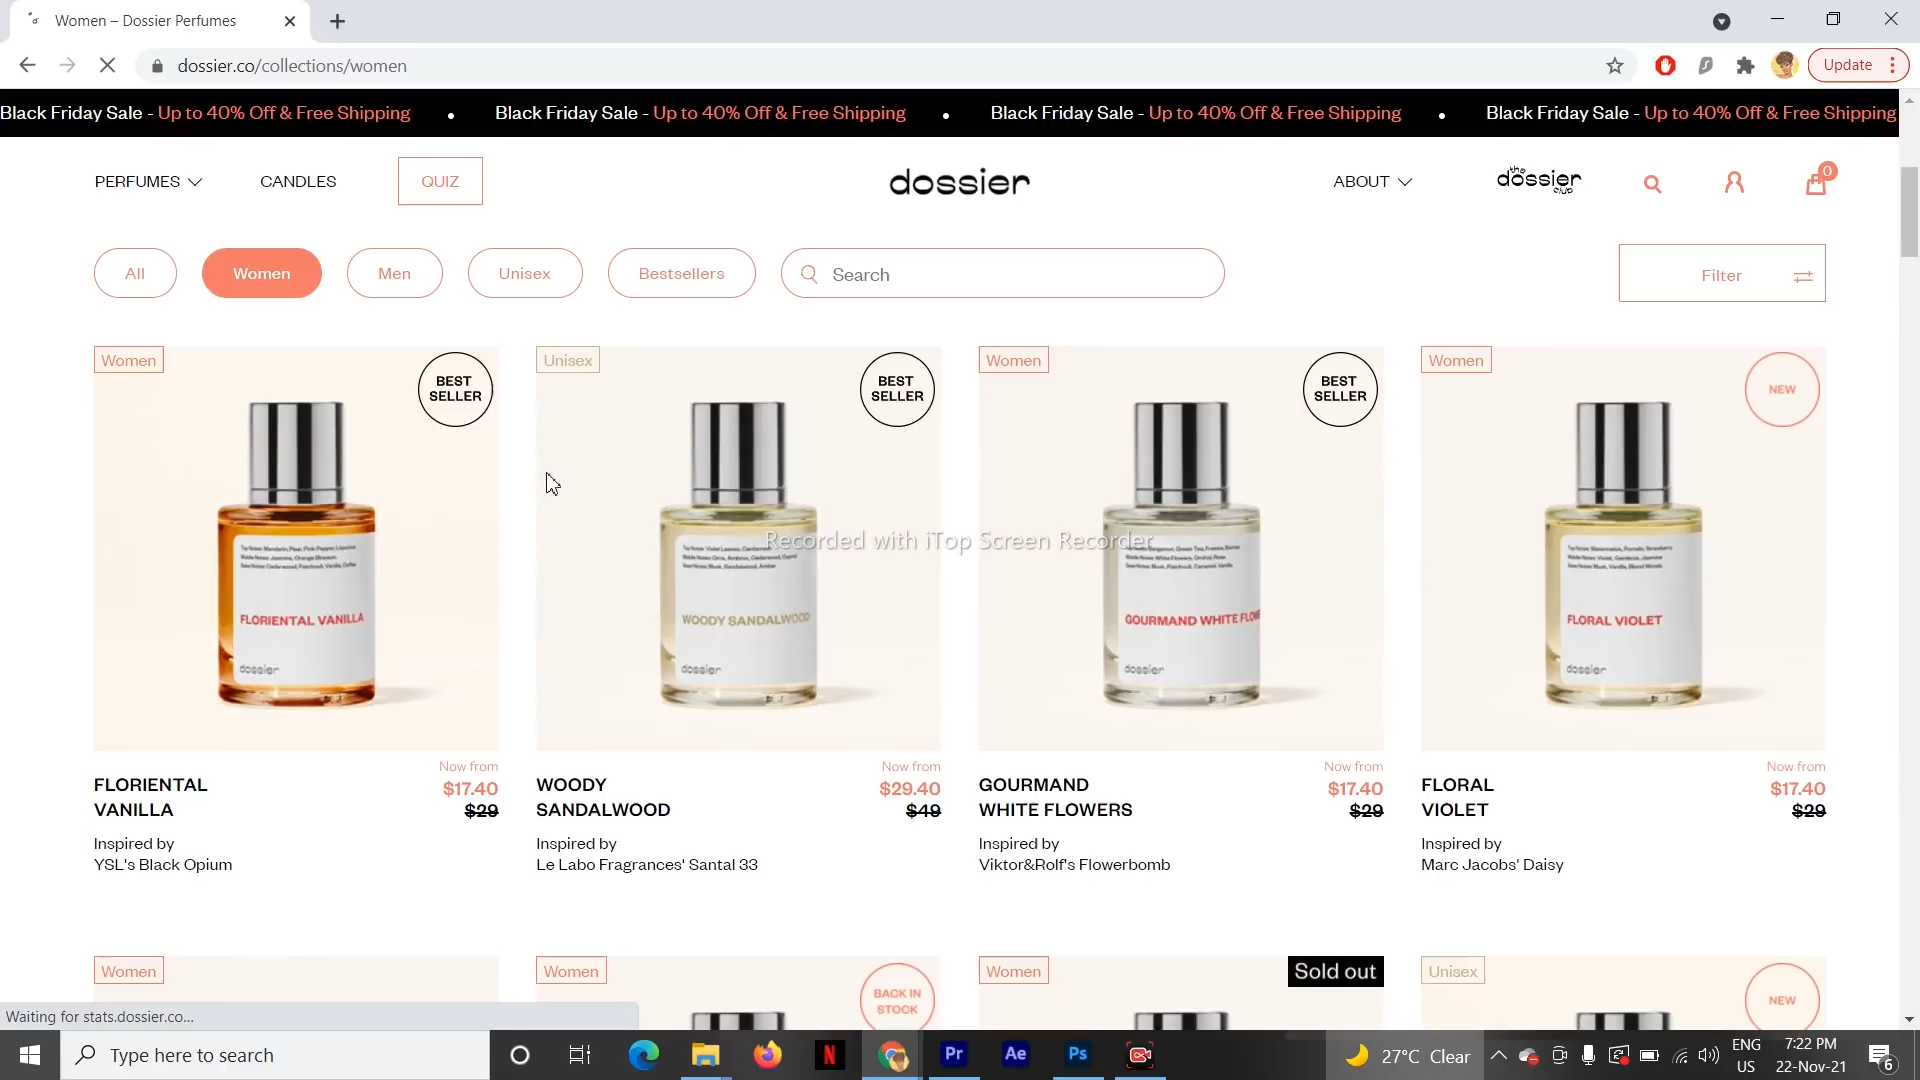 Women – Dossier Perfumes
dossier.co/collections/women
Update
Black Friday Sale - Up to 40% Off & Free Shipping • Black Friday Sale - Up to 40% Off & Free Shipping • Black Friday Sale - Up to 40% Off & Free Shipping • Black Friday Sale - Up to 40% Off & Free Shipping
PERFUMES CANDLES QUIZ dossier ABOUT the dossier club 0
All Women Men Unisex Bestsellers Search Filter
Women
BEST
SELLER
Unisex
BEST
SELLER
Women
BEST
SELLER
Women
NEW
Recorded with iTop Screen Recorder
FLORIENTAL VANILLA
dossier
WOODY SANDALWOOD
dossier
GOURMAND WHITE FLOW
dossier
FLORAL VIOLET
dossier
FLORIENTAL
VANILLA
Now from
$17.40
$29
Inspired by
YSL's Black Opium
WOODY
SANDALWOOD
Now from
$29.40
$49
Inspired by
Le Labo Fragrances' Santal 33
GOURMAND
WHITE FLOWERS
Now from
$17.40
$29
Inspired by
Viktor&Rolf's Flowerbomb
FLORAL
VIOLET
Now from
$17.40
$29
Inspired by
Marc Jacobs' Daisy
Women
Women
BACK IN
STOCK
Women
Sold out
Unisex
NEW
Waiting for stats.dossier.co...
Type here to search
N
Pr
Ae
Ps
27°C Clear
ENG
US
7:22 PM
22-Nov-21
6